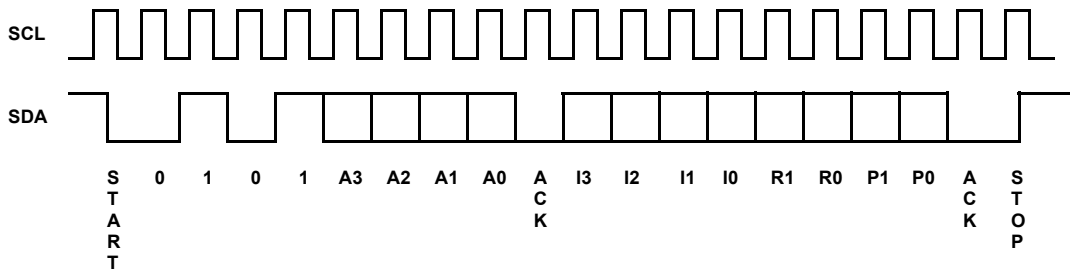 SCL
SDA
START 0 1 0 1 A3 A2 A1 A0 ACK I3 I2 I1 I0 R1 R0 P1 P0 ACK STOP